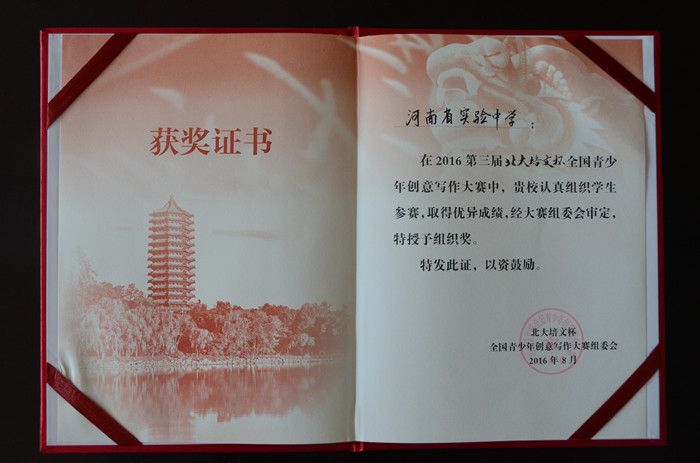 获奖证书
河南省实验中学：
在2016第三届北大培文杯全国青少
年创意写作大赛中，贵校认真组织学生
参赛，取得优异成绩，经大赛组委会审定，
特授予组织奖。
特发此证，以资鼓励。
北大培文杯
全国青少年创意写作大赛组委会
2016年8月